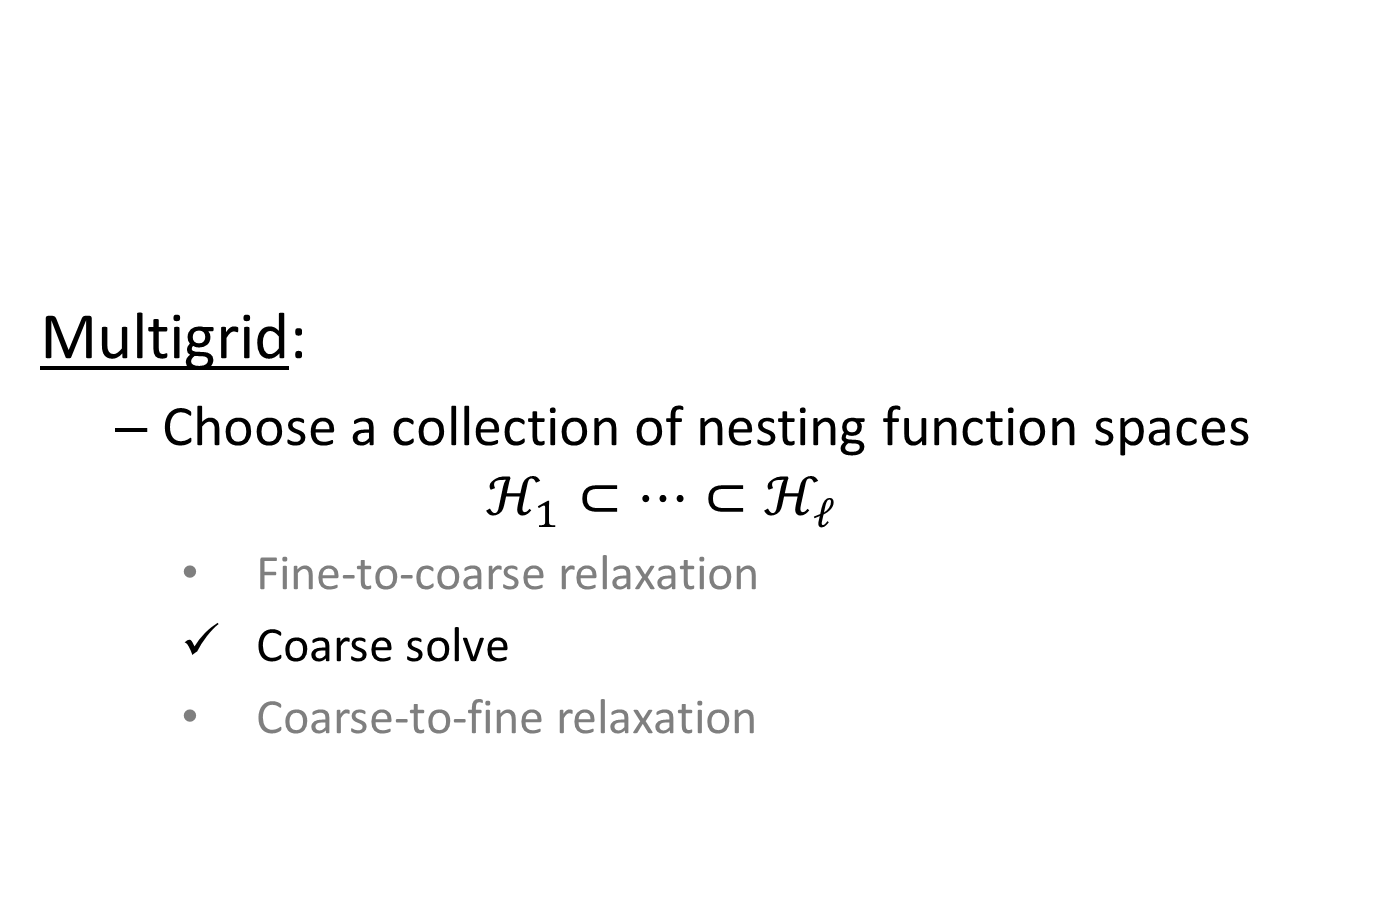 Multigrid:
– Choose a collection of nesting function spaces
ℋ₁ ⊂ ⋯ ⊂ ℋ_ℓ
• Fine-to-coarse relaxation
✓ Coarse solve
• Coarse-to-fine relaxation